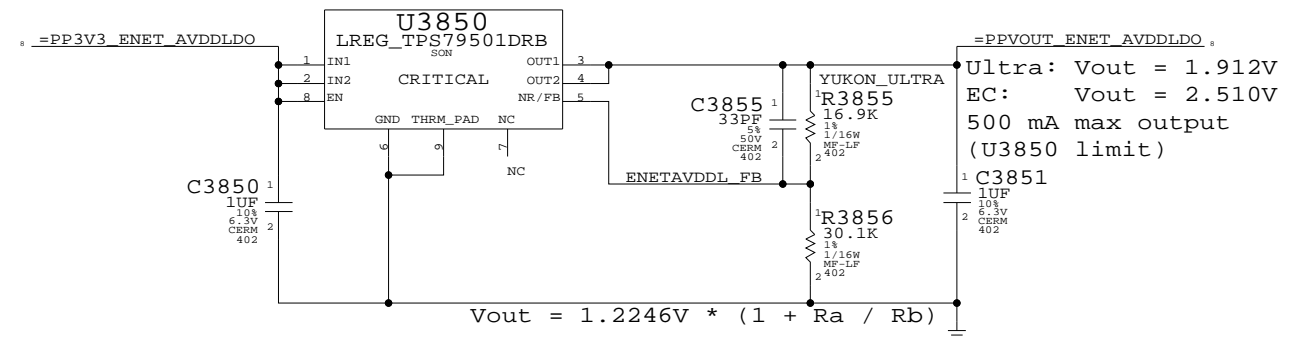 U3850
LREG_TPS79501DRB
SON
CRITICAL
8 =PP3V3_ENET_AVDDLDO
=PPVOUT_ENET_AVDDLDO 8
1 IN1
2 IN2
8 EN
OUT1 3
OUT2 4
NR/FB 5
GND THRM_PAD NC
6 9 7
NC
YUKON_ULTRA
Ultra: Vout = 1.912V
EC: Vout = 2.510V
500 mA max output
(U3850 limit)
C3855 1
33PF
5%
50V
CERM 2
402
1
R3855
16.9K
1%
1/16W
MF-LF
2 402
ENETAVDDL_FB
C3850 1
1UF
10%
6.3V
CERM 2
402
1
R3856
30.1K
1%
1/16W
MF-LF
2 402
1 C3851
1UF
10%
6.3V
2 CERM
402
Vout = 1.2246V * (1 + Ra / Rb)